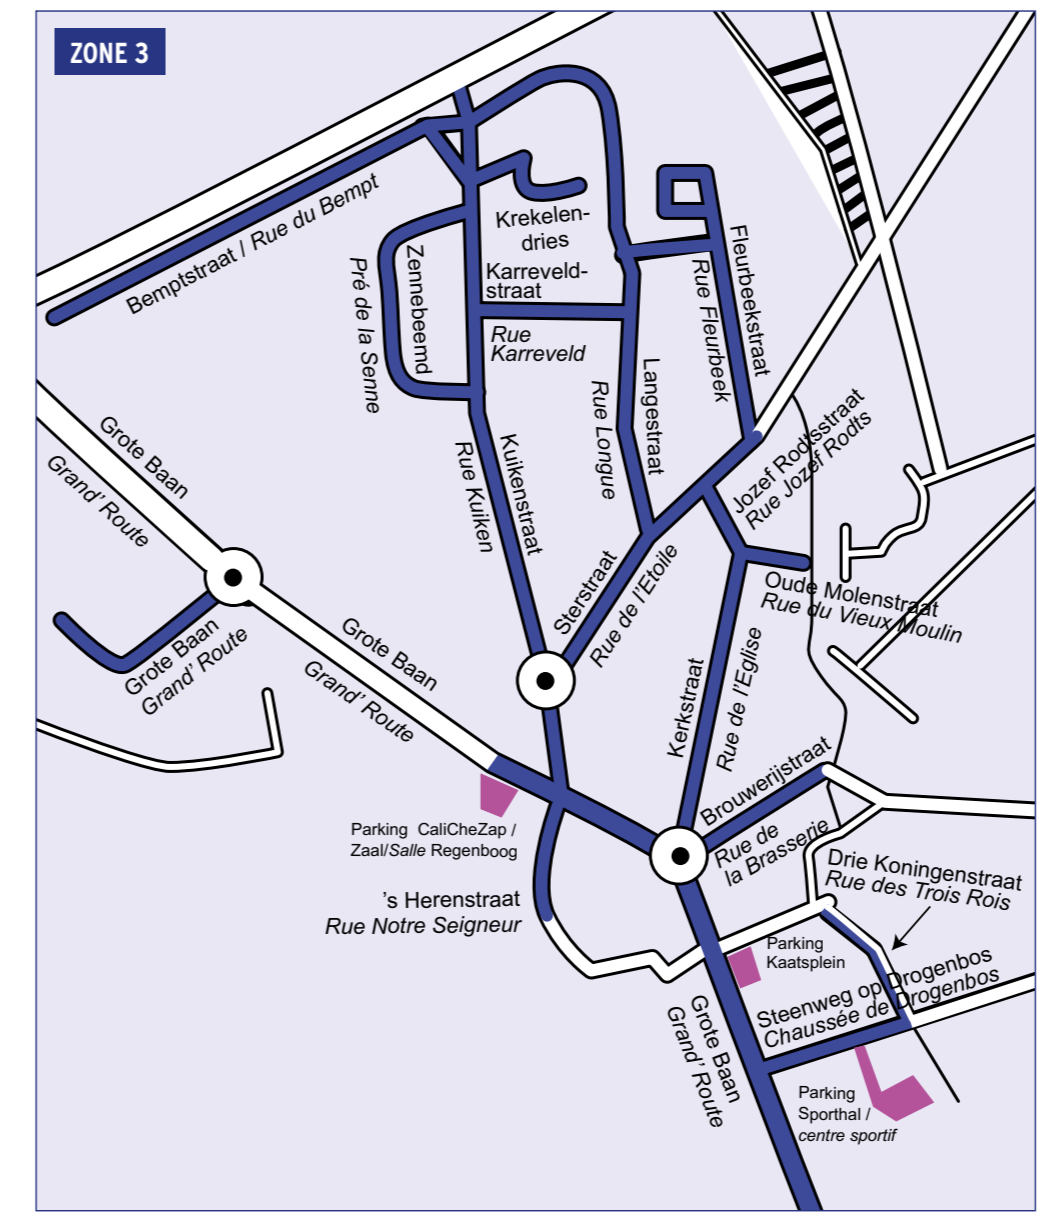 ZONE 3
Bemptstraat / Rue du Bempt
Krekelen-
dries
Zennebeemd
Pré de la Senne
Karreveld-
straat
Rue
Karreveld
Fleurbeekstraat
Rue Fleurbeek
Langestraat
Rue Longue
Kuikenstraat
Rue Kuiken
Jozef Rodtsstraat
Rue Jozef Rodts
Grote Baan
Grand' Route
Sterstraat
Rue de l'Etoile
Oude Molenstraat
Rue du Vieux Moulin
Grote Baan
Grand' Route
Grote Baan
Grand' Route
Kerkstraat
Rue de l'Eglise
Brouwerijstraat
Rue de
la Brasserie
Parking CaliCheZap /
Zaal/Salle Regenboog
's Herenstraat
Rue Notre Seigneur
Drie Koningenstraat
Rue des Trois Rois
Parking
Kaatsplein
Steenweg op Drogenbos
Chaussée de Drogenbos
Grote Baan
Grand' Route
Parking
Sporthal /
centre sportif